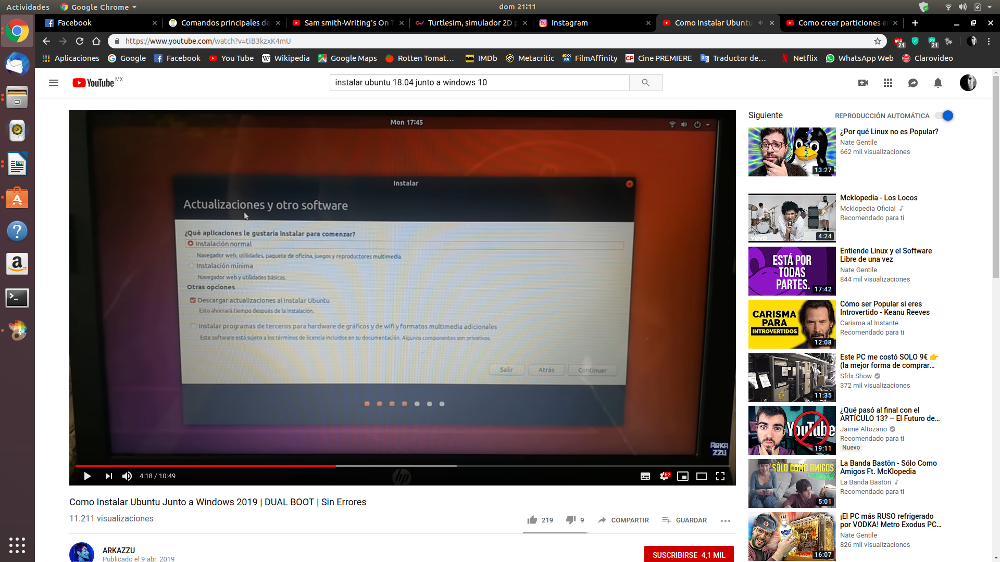 Actividades
Google Chrome
dom 21:11
Facebook
Comandos principales de
Sam smith-Writing's On T
Turtlesim, simulador 2D p
Instagram
Como Instalar Ubuntu
Como crear particiones e
https://www.youtube.com/watch?v=tiB3kzxK4mU
21
21
Aplicaciones
Google
Facebook
You Tube
Wikipedia
Google Maps
Rotten Tomat...
IMDb
Metacritic
FilmAffinity
Cine PREMIERE
Traductor de...
Netflix
WhatsApp Web
Clarovideo
YouTube MX
instalar ubuntu 18.04 junto a windows 10
Mon 17:45
Instalar
Actualizaciones y otro software
¿Qué aplicaciones le gustaría instalar para comenzar?
Instalación normal
Navegador web, utilidades, paquete de oficina, juegos y reproductores multimedia.
Instalación mínima
Navegador web y utilidades básicas.
Otras opciones
Descargar actualizaciones al instalar Ubuntu
Esto ahorrará tiempo después de la instalación.
Instalar programas de terceros para hardware de gráficos y de wifi y formatos multimedia adicionales
Este software está sujeto a los términos de licencia incluidos en su documentación. Algunos componentes son privativos.
Salir
Atrás
Continuar
ARKA
ZZU
hp
4:18 / 10:49
HD
Como Instalar Ubuntu Junto a Windows 2019 | DUAL BOOT | Sin Errores
11.211 visualizaciones
219
9
COMPARTIR
GUARDAR
ARKAZZU
Publicado el 9 abr. 2019
SUSCRIBIRSE 4,1 MIL
Siguiente
REPRODUCCIÓN AUTOMÁTICA
13:27
¿Por qué Linux no es Popular?
Nate Gentile
662 mil visualizaciones
vevo
4:24
Mcklopedia - Los Locos
Mcklopedia Oficial
Recomendado para ti
ESTÁ POR
TODAS
PARTES.
17:42
Entiende Linux y el Software
Libre de una vez
Nate Gentile
844 mil visualizaciones
CARISMA
PARA
INTROVERTIDOS
12:08
Cómo ser Popular si eres
Introvertido - Keanu Reeves
Carisma al Instante
Recomendado para ti
11:35
Este PC me costó SOLO 9€ 👉
(la mejor forma de comprar...
Sfdx Show
372 mil visualizaciones
YouTube
19:11
¿Qué pasó al final con el
ARTÍCULO 13? – El Futuro de...
Jaime Altozano
Recomendado para ti
Nuevo
SÓLO COMO AMIGOS
5:01
La Banda Bastön - Sólo Como
Amigos Ft. McKlopedia
La Banda Bastön
Recomendado para ti
ABSOLUT
VODKA
16:07
¡El PC más RUSO refrigerado
por VODKA! Metro Exodus PC...
Nate Gentile
826 mil visualizaciones